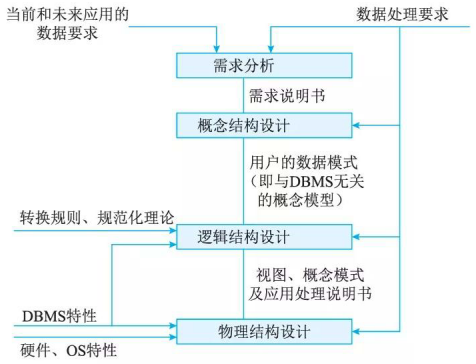 当前和未来应用的
数据要求
数据处理要求
需求分析
需求说明书
概念结构设计
用户的数据模式
（即与DBMS无关
的概念模型）
转换规则、规范化理论
逻辑结构设计
视图、概念模式
及应用处理说明书
DBMS特性
物理结构设计
硬件、OS特性